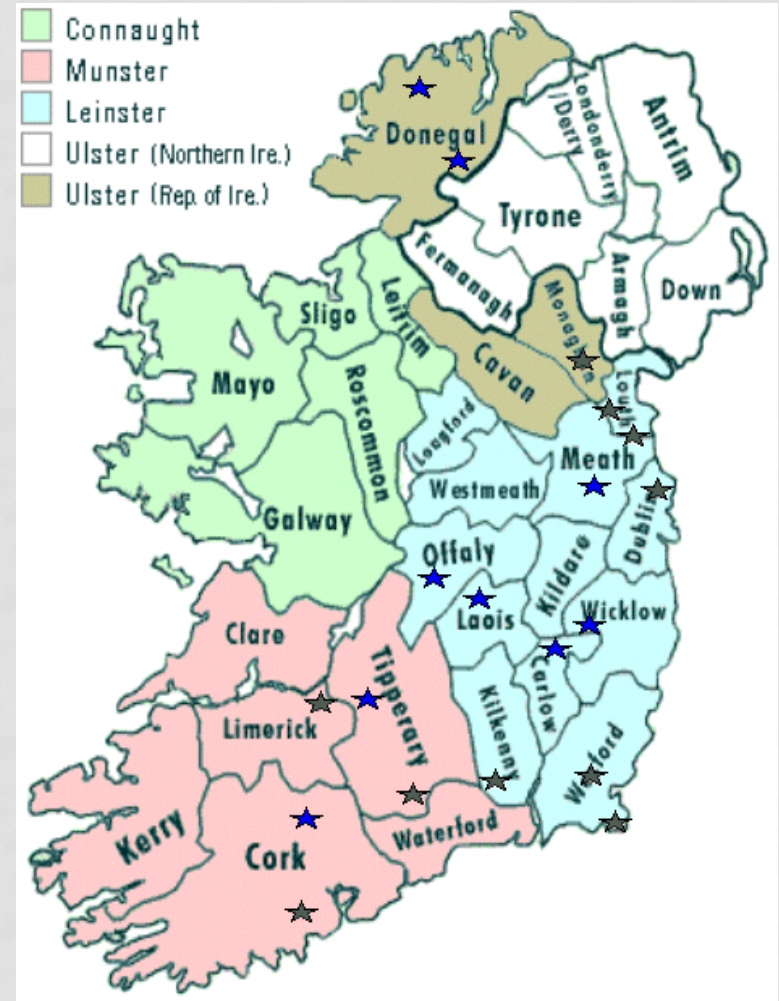 Connaught
Munster
Leinster
Ulster (Northern Ire.)
Ulster (Rep. of Ire.)
Donegal
Londonderry
/Derry
Antrim
Tyrone
Fermanagh
Armagh
Down
Monaghan
Cavan
Leitrim
Sligo
Mayo
Roscommon
Galway
Longford
Louth
Meath
Westmeath
Dublin
Offaly
Kildare
Laois
Wicklow
Clare
Tipperary
Carlow
Kilkenny
Limerick
Wexford
Waterford
Kerry
Cork